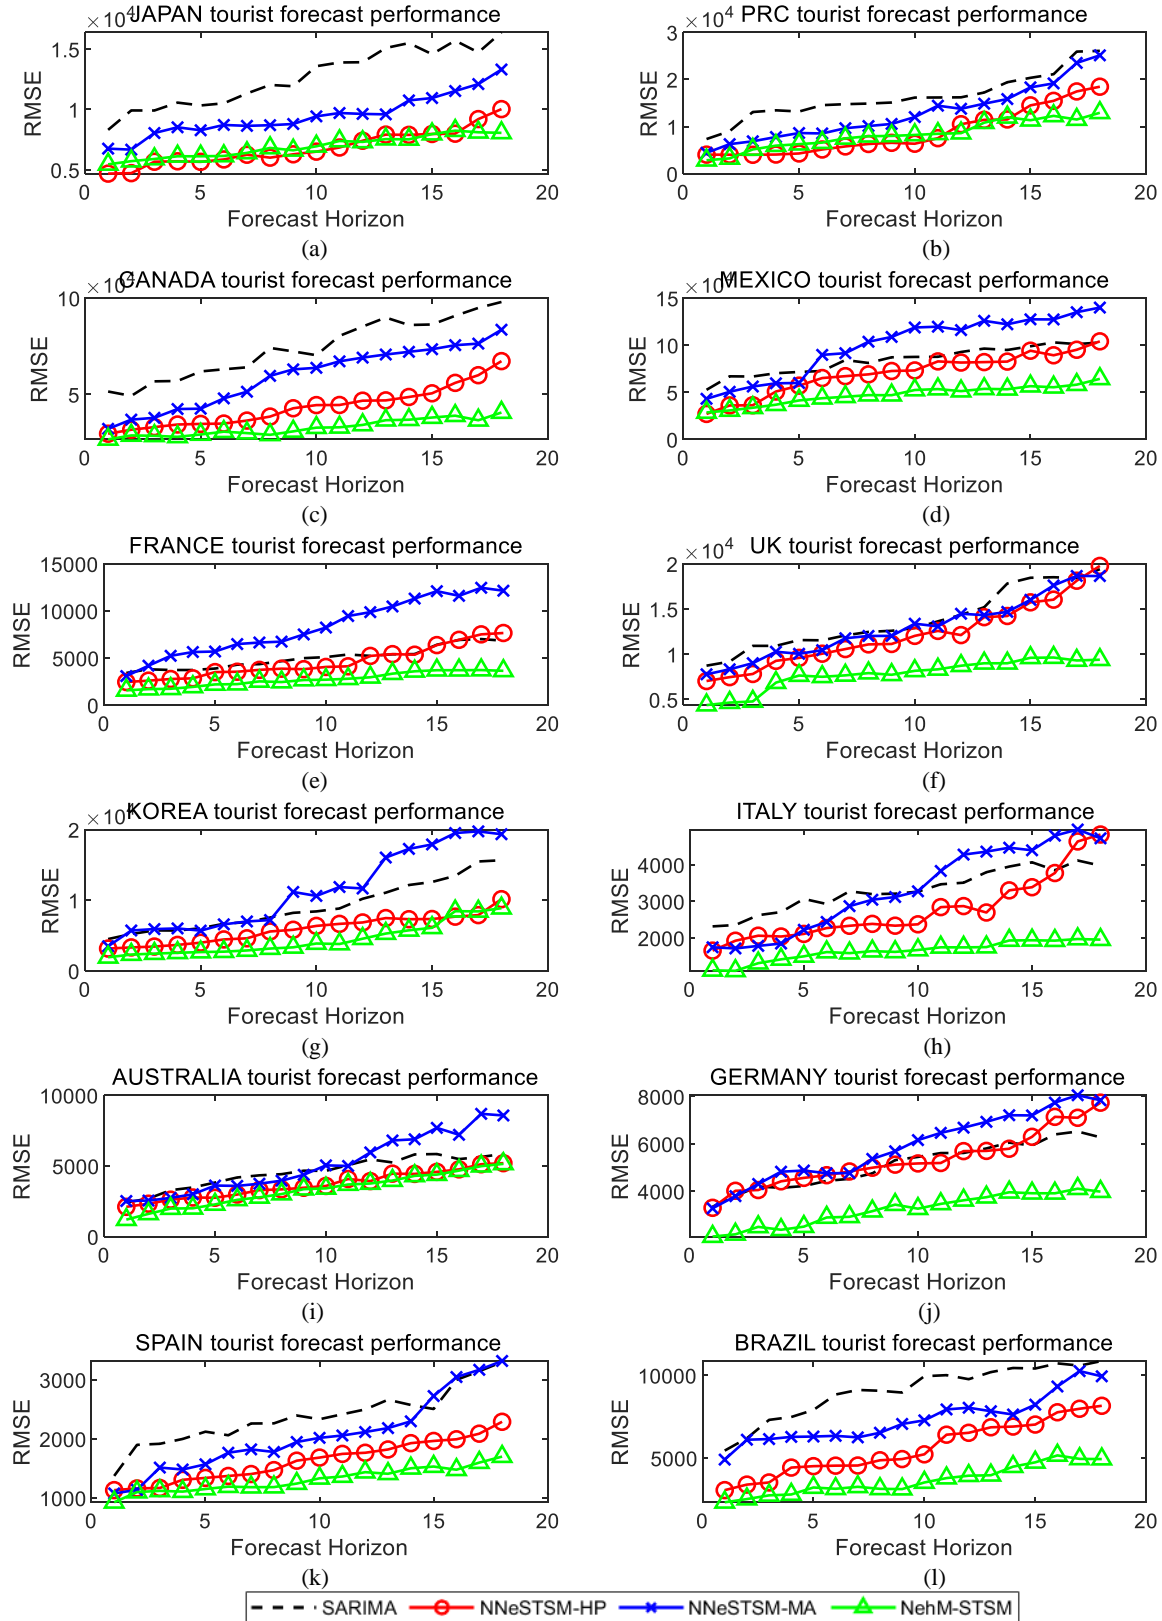 ×10⁴
JAPAN tourist forecast performance
RMSE
1.5
1
0.5
0 5 10 15 20
Forecast Horizon
(a)
×10⁴
PRC tourist forecast performance
RMSE
3
2
1
0
0 5 10 15 20
Forecast Horizon
(b)
×10⁴
CANADA tourist forecast performance
RMSE
10
5
0 5 10 15 20
Forecast Horizon
(c)
×10⁴
MEXICO tourist forecast performance
RMSE
15
10
5
0
0 5 10 15 20
Forecast Horizon
(d)
FRANCE tourist forecast performance
RMSE
15000
10000
5000
0
0 5 10 15 20
Forecast Horizon
(e)
×10⁴
UK tourist forecast performance
RMSE
2
1.5
1
0.5
0 5 10 15 20
Forecast Horizon
(f)
×10⁴
KOREA tourist forecast performance
RMSE
2
1
0
0 5 10 15 20
Forecast Horizon
(g)
ITALY tourist forecast performance
RMSE
4000
3000
2000
0 5 10 15 20
Forecast Horizon
(h)
AUSTRALIA tourist forecast performance
RMSE
10000
5000
0
0 5 10 15 20
Forecast Horizon
(i)
GERMANY tourist forecast performance
RMSE
8000
6000
4000
0 5 10 15 20
Forecast Horizon
(j)
SPAIN tourist forecast performance
RMSE
3000
2000
1000
0 5 10 15 20
Forecast Horizon
(k)
BRAZIL tourist forecast performance
RMSE
10000
5000
0 5 10 15 20
Forecast Horizon
(l)
SARIMA NNeSTSM-HP NNeSTSM-MA NehM-STSM